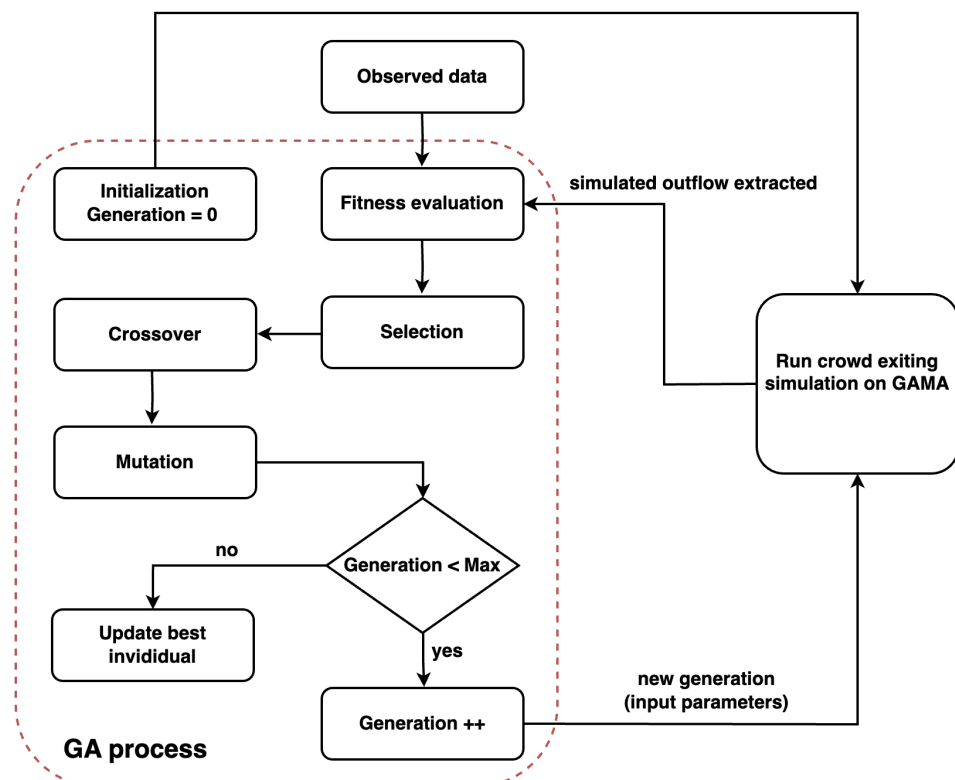 Observed data
Initialization
Generation = 0
Fitness evaluation
simulated outflow extracted
Crossover
Selection
Run crowd exiting
simulation on GAMA
Mutation
Generation < Max
no
Update best
invididual
yes
new generation
(input parameters)
Generation ++
GA process